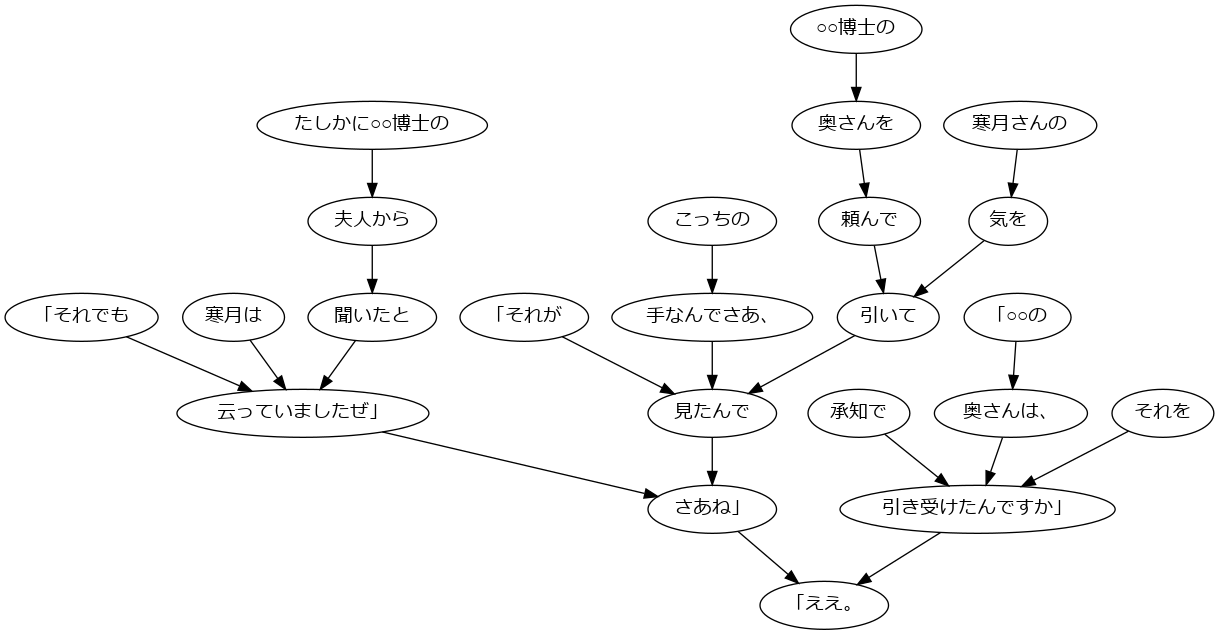 ○○博士の
たしかに○○博士の
奥さんを
寒月さんの
夫人から
こっちの
頼んで
気を
「それでも
寒月は
聞いたと
「それが
手なんでさあ、
引いて
「○○の
云っていましたぜ」
見たんで
承知で
奥さんは、
それを
さあね」
引き受けたんですか」
「ええ。